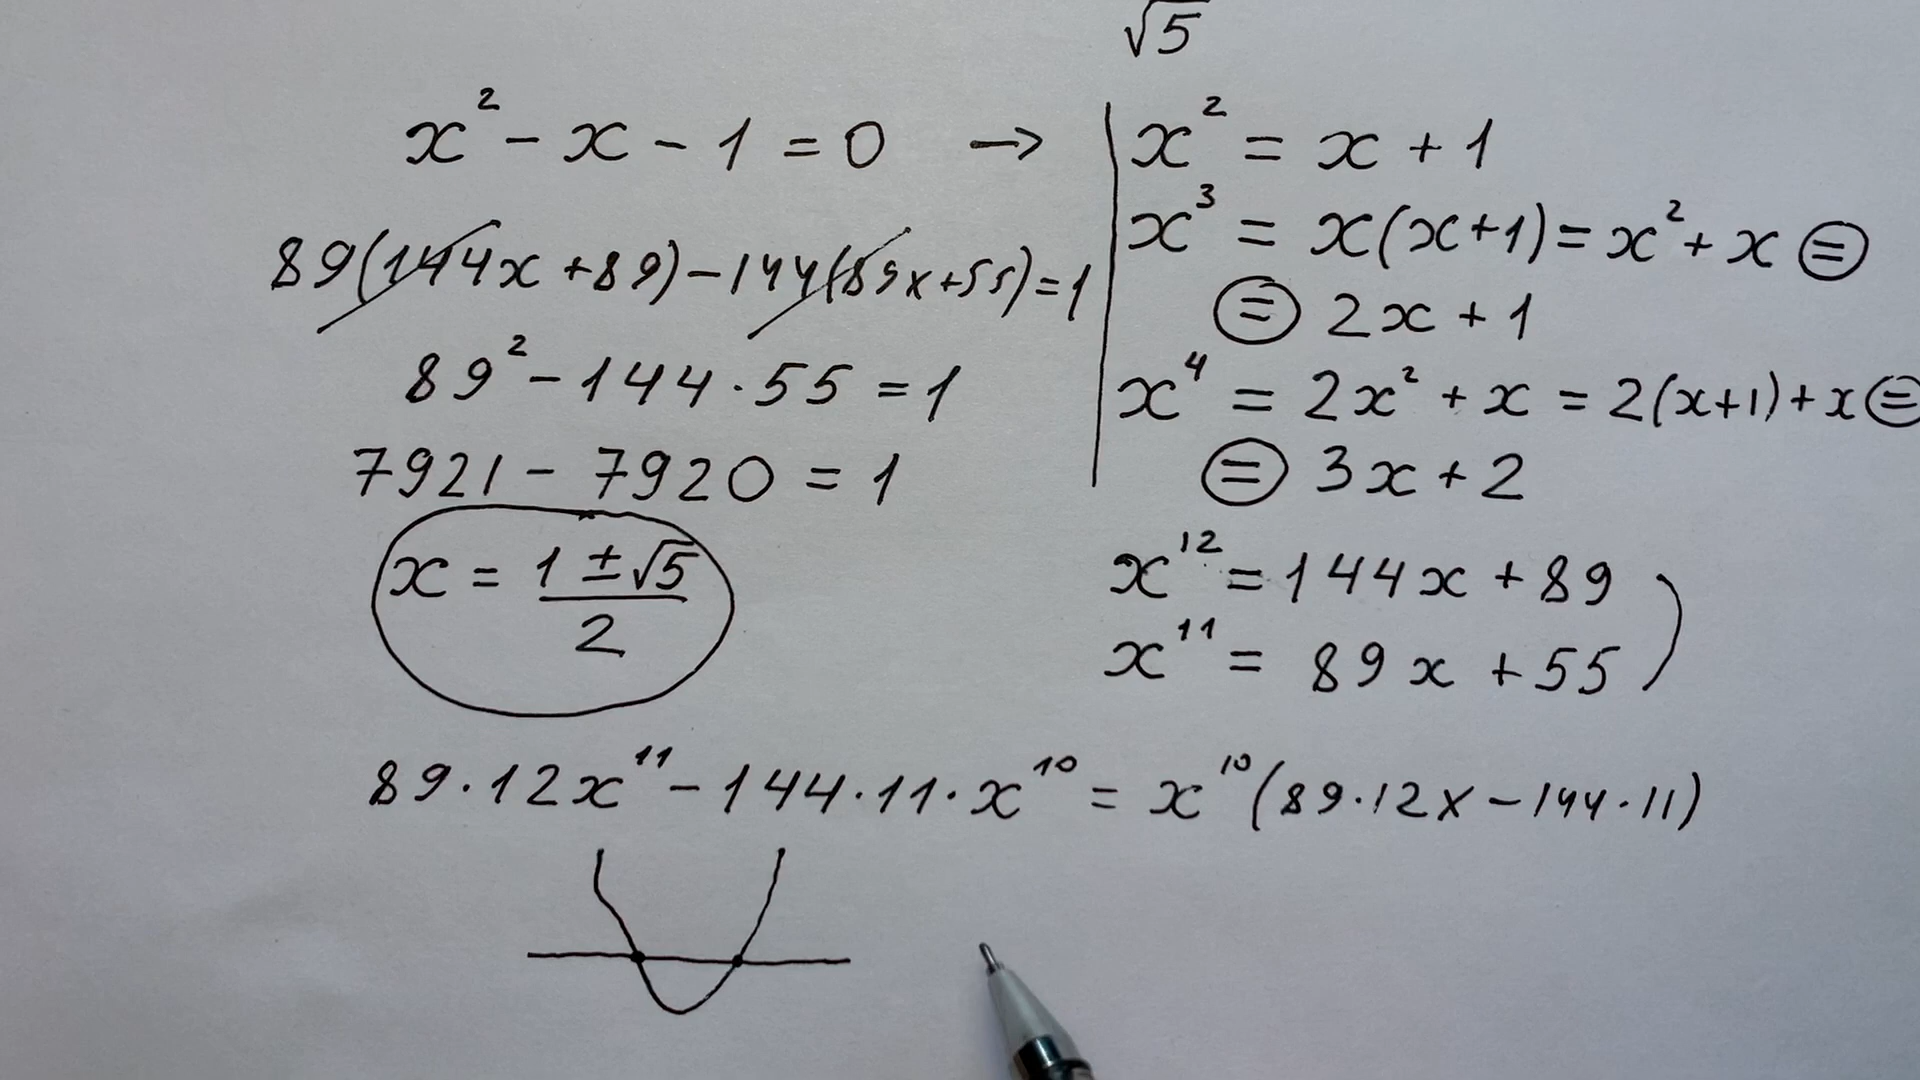 √5
x² - x - 1 = 0 →
89(144x + 89) - 144(89x + 55) = 1
89² - 144 · 55 = 1
7921 - 7920 = 1
x = (1 ± √5)/2
x² = x + 1
x³ = x(x+1) = x² + x =
= 2x + 1
x⁴ = 2x² + x = 2(x+1) + x =
= 3x + 2
x¹² = 144x + 89
x¹¹ = 89x + 55
89 · 12x¹¹ - 144 · 11 · x¹⁰ = x¹⁰(89 · 12x - 144 · 11)